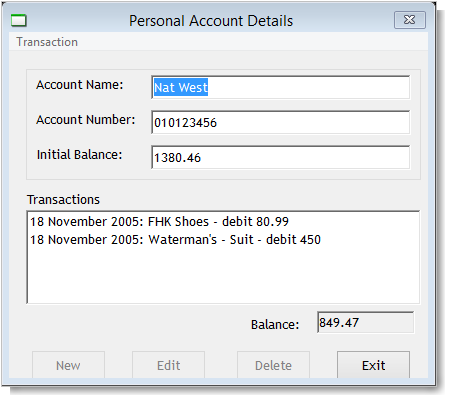 Personal Account Details
Transaction
Account Name: Nat West
Account Number: 010123456
Initial Balance: 1380.46
Transactions
18 November 2005: FHK Shoes - debit 80.99
18 November 2005: Waterman's - Suit - debit 450
Balance: 849.47
New Edit Delete Exit